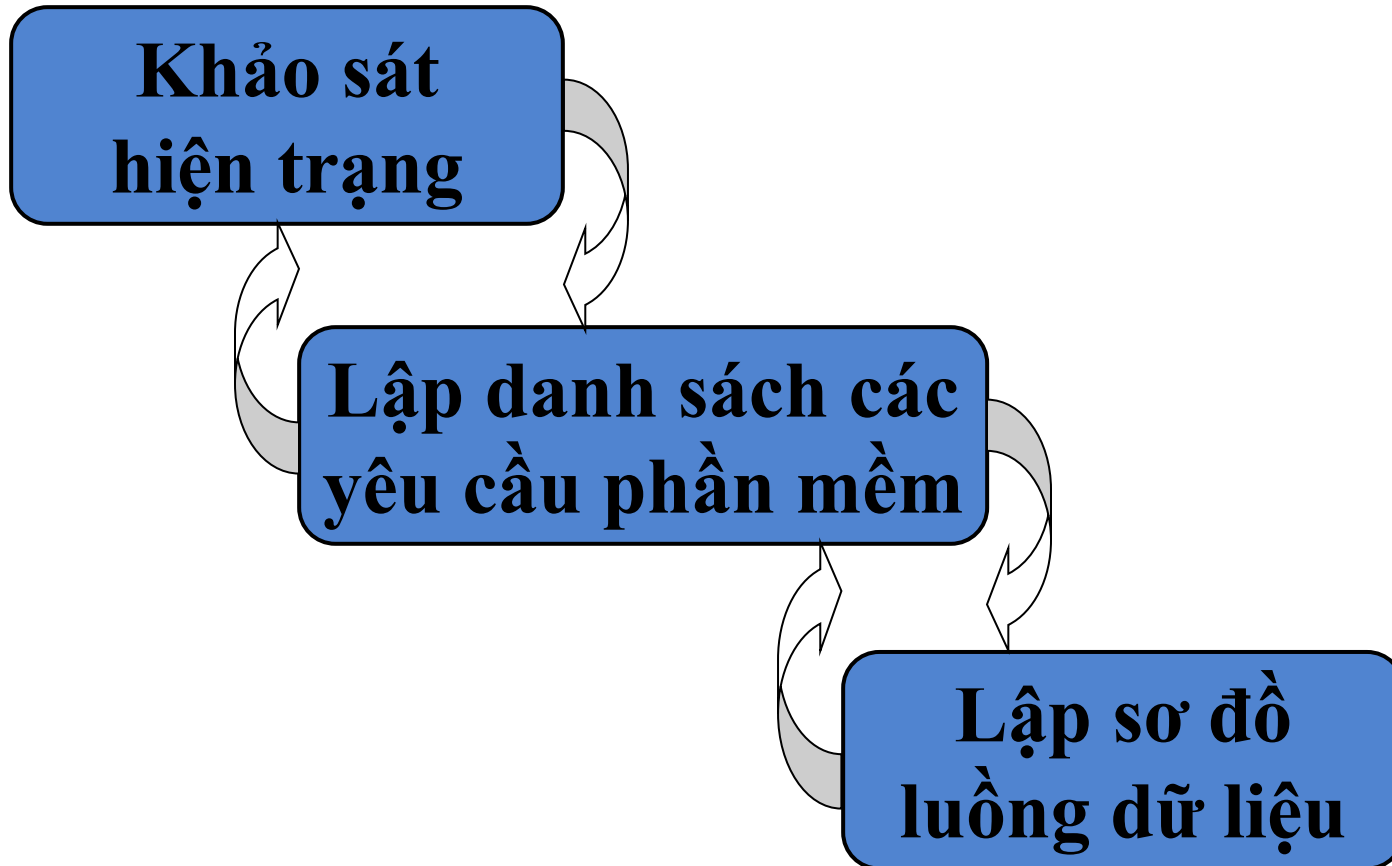 Khảo sát
hiện trạng
Lập danh sách các
yêu cầu phần mềm
Lập sơ đồ
luồng dữ liệu